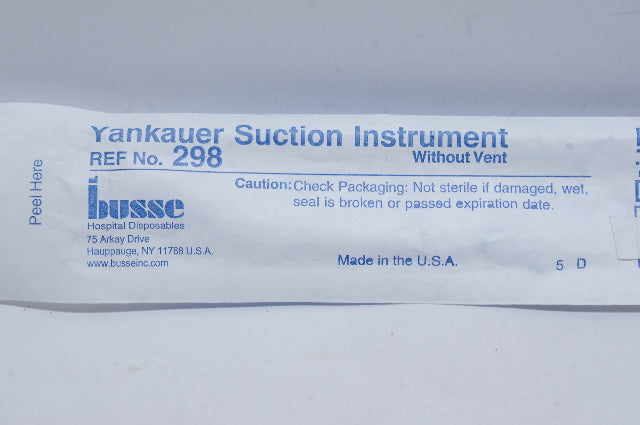 Yankauer Suction Instrument
REF No. 298
Without Vent
Peel Here
busse
Hospital Disposables
75 Arkay Drive
Hauppauge, NY 11788 U.S.A.
www.busseinc.com
Caution: Check Packaging: Not sterile if damaged, wet,
seal is broken or passed expiration date.
Made in the U.S.A.
5 D